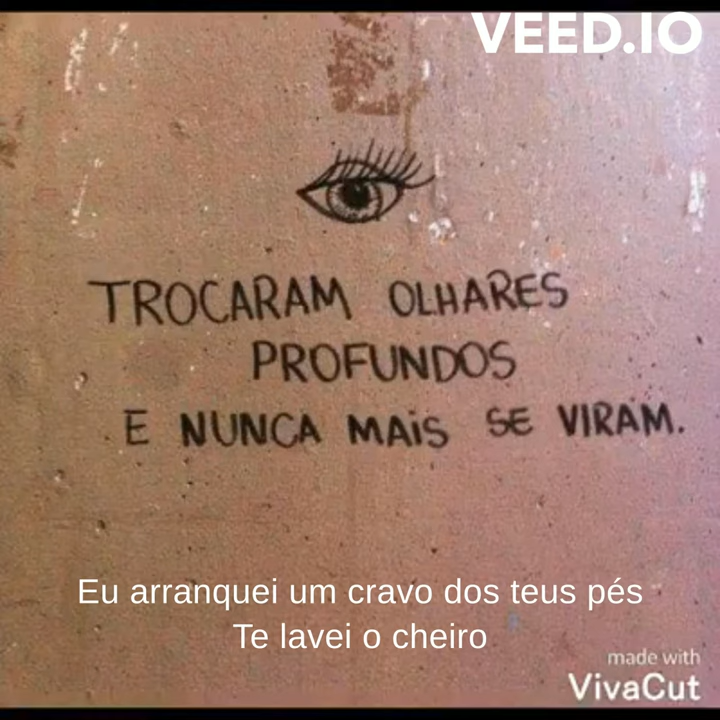 VEED.IO
TROCARAM OLHARES
PROFUNDOS
E NUNCA MAiS SE VIRAM.
Eu arranquei um cravo dos teus pés
Te lavei o cheiro
made with
VivaCut